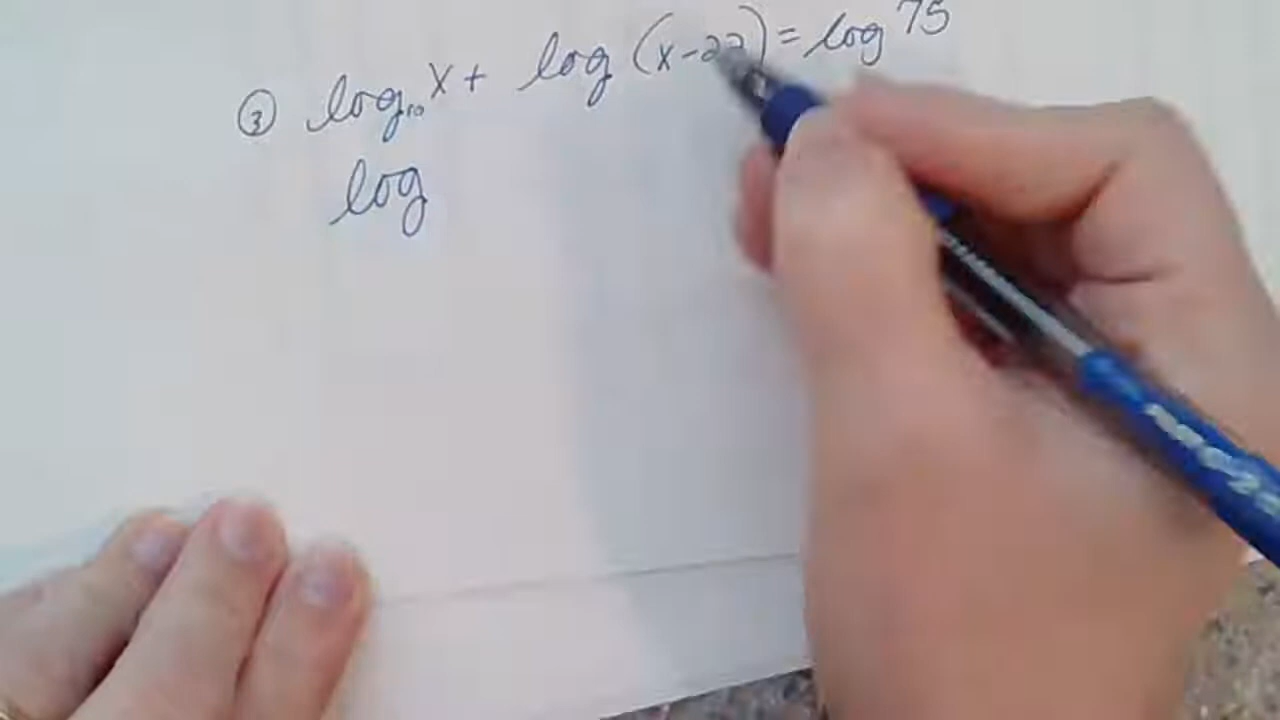 ③ log₁₀ x + log (x-22) = log 75
log